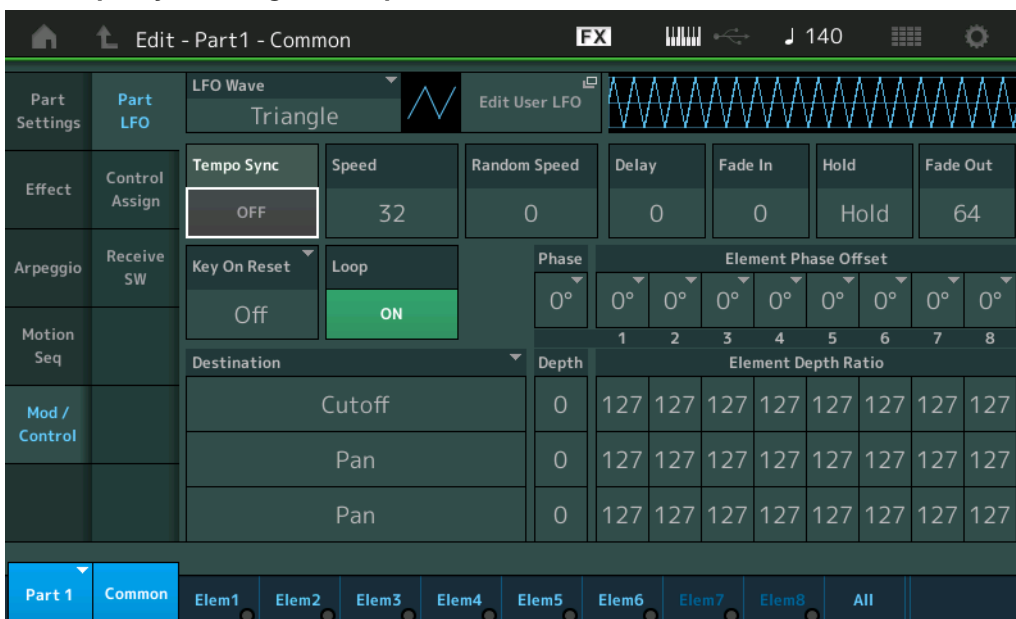 Edit - Part1 - Common
FX
♩ 140
Part Settings
Part LFO
LFO Wave
Triangle
Edit User LFO
Effect
Control Assign
Tempo Sync
OFF
Speed
32
Random Speed
0
Delay
0
Fade In
0
Hold
Hold
Fade Out
64
Arpeggio
Receive SW
Key On Reset
Off
Loop
ON
Phase
0°
Element Phase Offset
0° 0° 0° 0° 0° 0° 0° 0°
1 2 3 4 5 6 7 8
Motion Seq
Destination
Depth
Element Depth Ratio
Mod / Control
Cutoff 0 127 127 127 127 127 127 127 127
Pan 0 127 127 127 127 127 127 127 127
Pan 0 127 127 127 127 127 127 127 127
Part 1 Common Elem1 Elem2 Elem3 Elem4 Elem5 Elem6 Elem7 Elem8 All